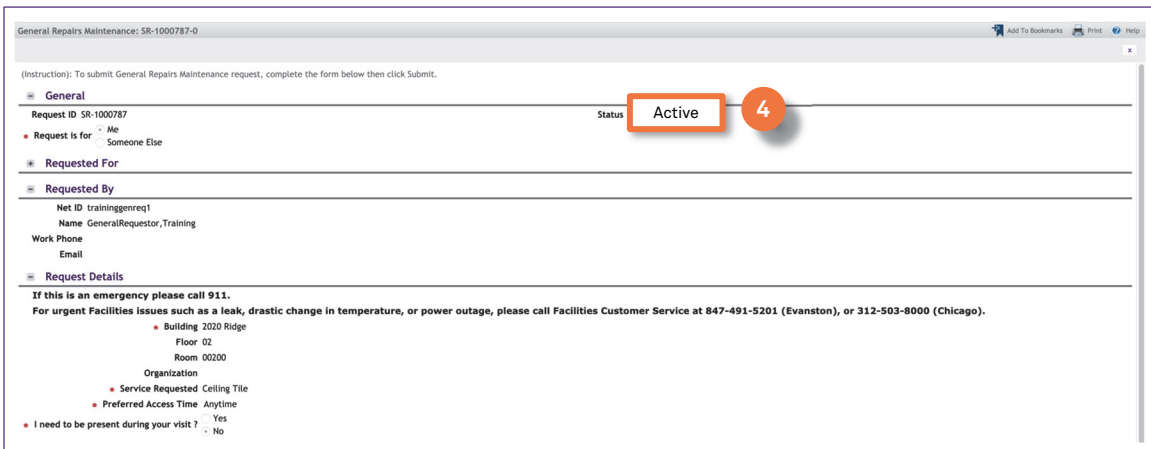 General Repairs Maintenance: SR-1000787-0
Add To Bookmarks Print Help
x
(Instruction): To submit General Repairs Maintenance request, complete the form below then click Submit.
General
Request ID SR-1000787 Status Active 4
* Request is for Me
Someone Else
Requested For
Requested By
Net ID traininggenreq1
Name GeneralRequestor,Training
Work Phone
Email
Request Details
If this is an emergency please call 911.
For urgent Facilities issues such as a leak, drastic change in temperature, or power outage, please call Facilities Customer Service at 847-491-5201 (Evanston), or 312-503-8000 (Chicago).
* Building 2020 Ridge
Floor 02
Room 00200
Organization
* Service Requested Ceiling Tile
* Preferred Access Time Anytime
* I need to be present during your visit ? Yes
No